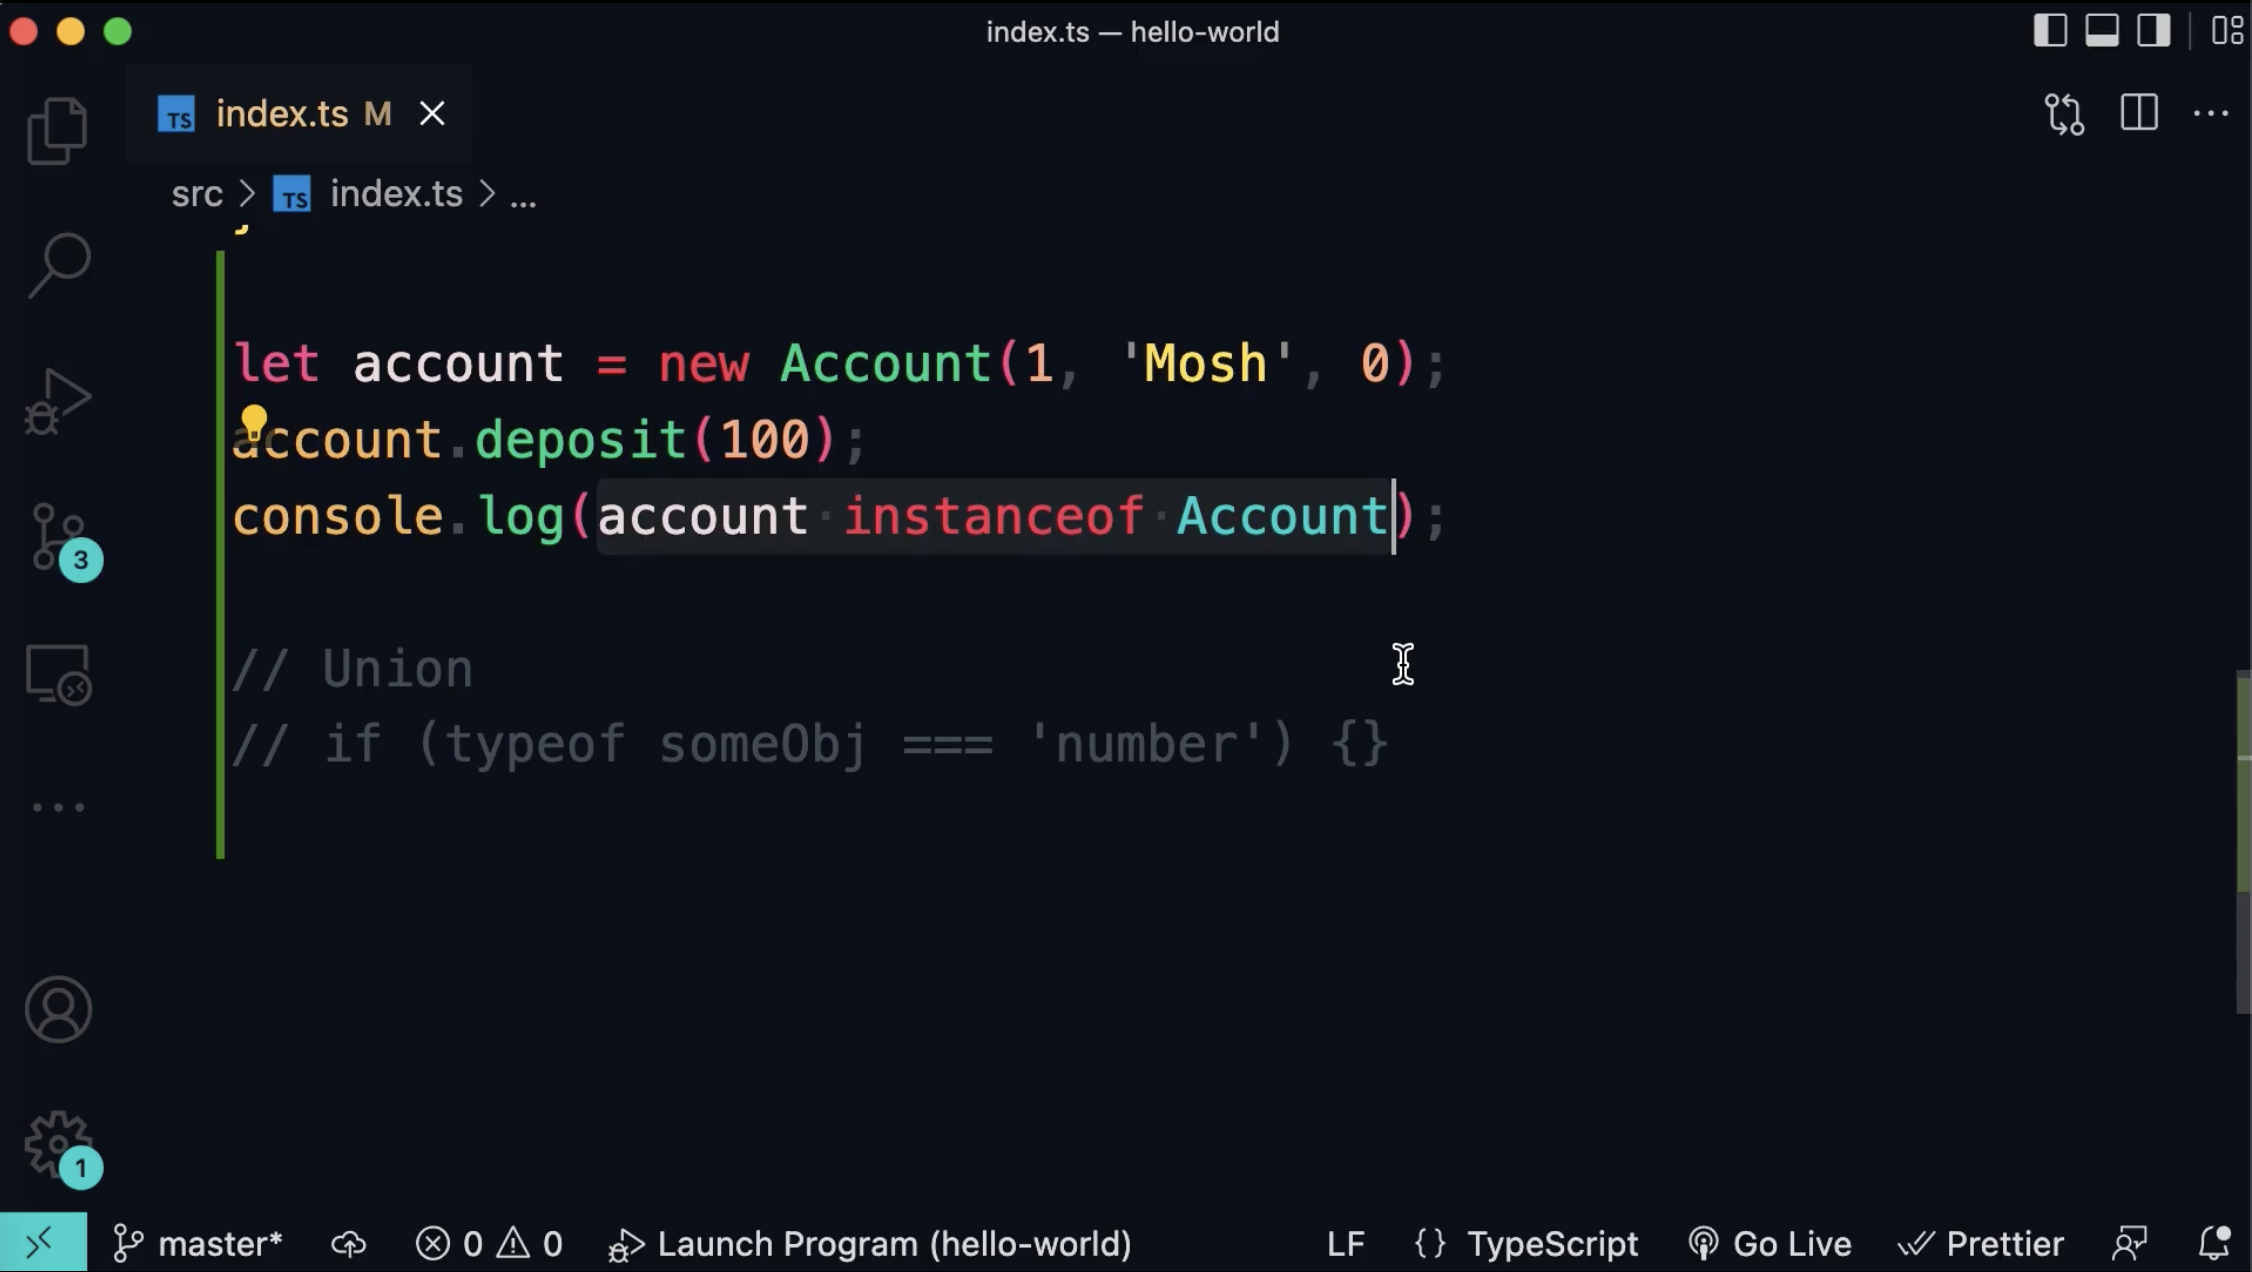 index.ts — hello-world
TS index.ts M
src > TS index.ts > ...
}
let account = new Account(1, 'Mosh', 0);
account.deposit(100);
console.log(account instanceof Account);
// Union
// if (typeof someObj === 'number') {}
3
1
master* 0 0 Launch Program (hello-world) LF {} TypeScript Go Live Prettier